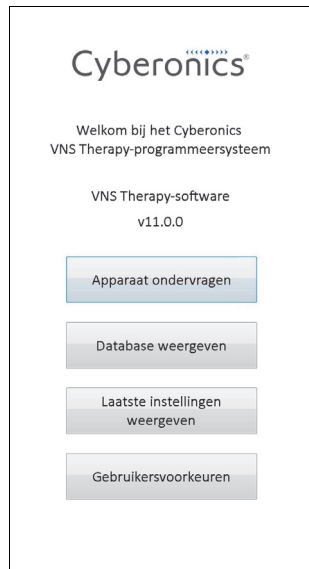 Cyberonics®
Welkom bij het Cyberonics
VNS Therapy-programmeersysteem
VNS Therapy-software
v11.0.0
Apparaat ondervragen
Database weergeven
Laatste instellingen
weergeven
Gebruikersvoorkeuren